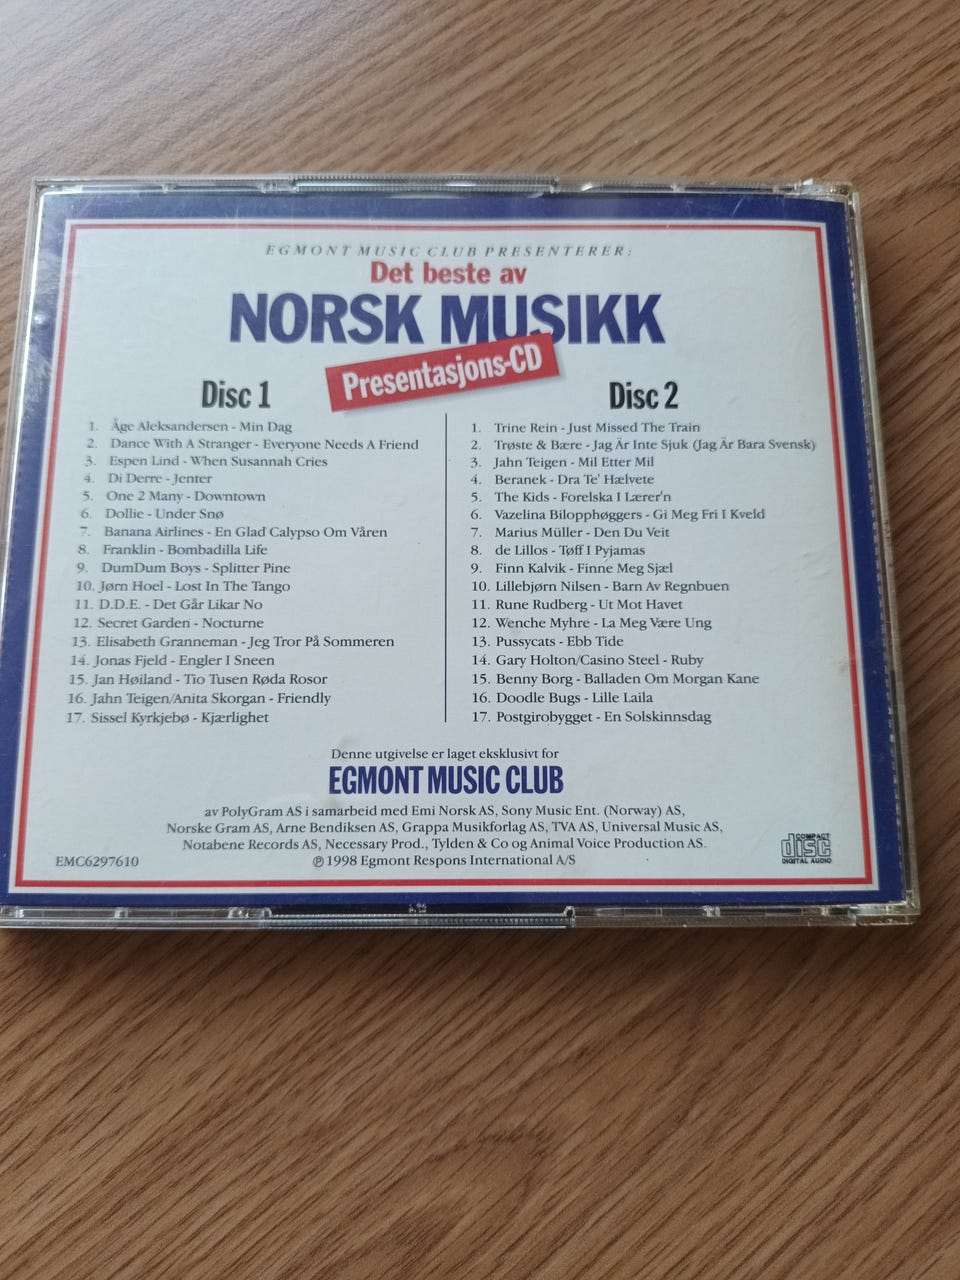 EGMONT MUSIC CLUB PRESENTERER:
Det beste av
NORSK MUSIKK
Presentasjons-CD
Disc 1
1. Åge Aleksandersen - Min Dag
2. Dance With A Stranger - Everyone Needs A Friend
3. Espen Lind - When Susannah Cries
4. Di Derre - Jenter
5. One 2 Many - Downtown
6. Dollie - Under Snø
7. Banana Airlines - En Glad Calypso Om Våren
8. Franklin - Bombadilla Life
9. DumDum Boys - Splitter Pine
10. Jørn Hoel - Lost In The Tango
11. D.D.E. - Det Går Likar No
12. Secret Garden - Nocturne
13. Elisabeth Granneman - Jeg Tror På Sommeren
14. Jonas Fjeld - Engler I Sneen
15. Jan Høiland - Tio Tusen Røda Rosor
16. Jahn Teigen/Anita Skorgan - Friendly
17. Sissel Kyrkjebø - Kjærlighet
Disc 2
1. Trine Rein - Just Missed The Train
2. Trøste & Bære - Jag Är Inte Sjuk (Jag Är Bara Svensk)
3. Jahn Teigen - Mil Etter Mil
4. Beranek - Dra Te' Hælvete
5. The Kids - Forelska I Lærer'n
6. Vazelina Bilopphøggers - Gi Meg Fri I Kveld
7. Marius Müller - Den Du Veit
8. de Lillos - Tøff I Pyjamas
9. Finn Kalvik - Finne Meg Sjæl
10. Lillebjørn Nilsen - Barn Av Regnbuen
11. Rune Rudberg - Ut Mot Havet
12. Wenche Myhre - La Meg Være Ung
13. Pussycats - Ebb Tide
14. Gary Holton/Casino Steel - Ruby
15. Benny Borg - Balladen Om Morgan Kane
16. Doodle Bugs - Lille Laila
17. Postgirobygget - En Solskinnsdag
Denne utgivelse er laget eksklusivt for
EGMONT MUSIC CLUB
av PolyGram AS i samarbeid med Emi Norsk AS, Sony Music Ent. (Norway) AS,
Norske Gram AS, Arne Bendiksen AS, Grappa Musikforlag AS, TVA AS, Universal Music AS,
Notabene Records AS, Necessary Prod., Tylden & Co og Animal Voice Production AS.
℗ 1998 Egmont Respons International A/S
EMC6297610
COMPACT
disc
DIGITAL AUDIO